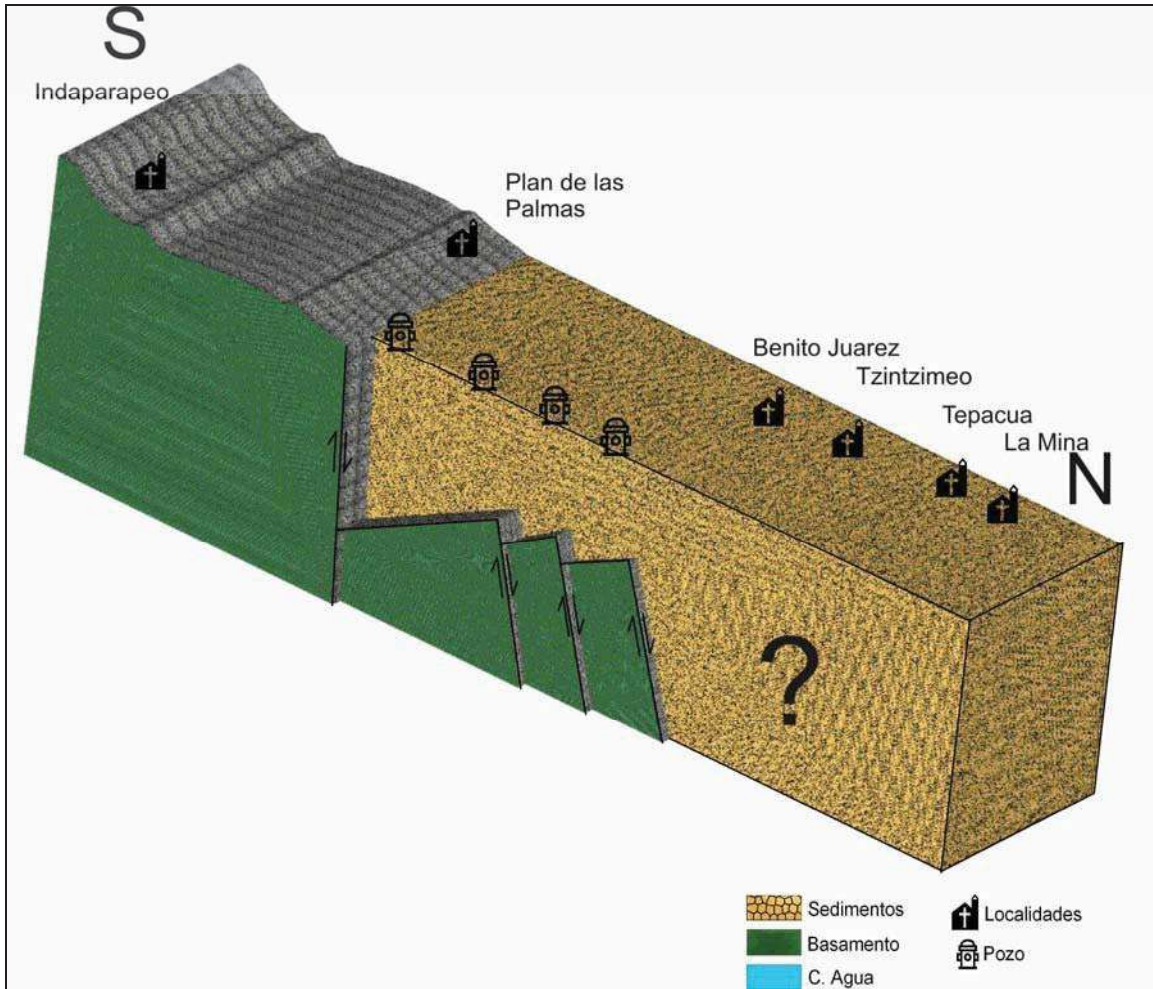 S
Indaparapeo
Plan de las
Palmas
Benito Juarez
Tzintzimeo
Tepacua
La Mina
N
?
Sedimentos
Basamento
C. Agua
Localidades
Pozo